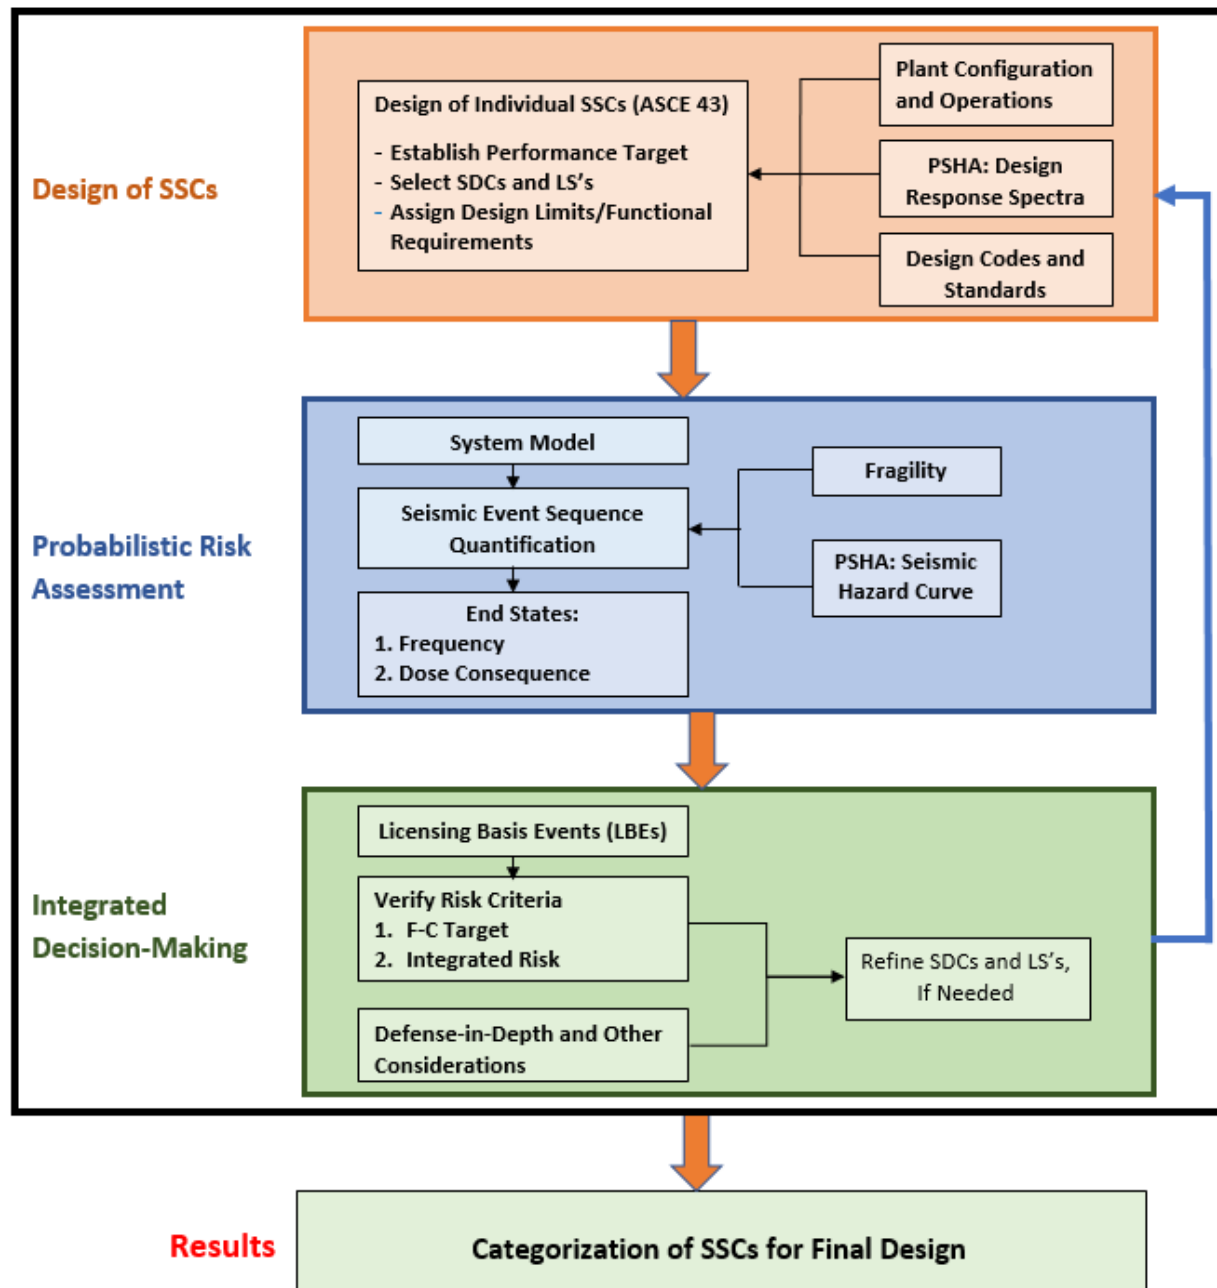 Design of SSCs
Design of Individual SSCs (ASCE 43)
- Establish Performance Target
- Select SDCs and LS's
- Assign Design Limits/Functional
Requirements
Plant Configuration
and Operations
PSHA: Design
Response Spectra
Design Codes and
Standards
Probabilistic Risk
Assessment
System Model
Seismic Event Sequence
Quantification
End States:
1. Frequency
2. Dose Consequence
Fragility
PSHA: Seismic
Hazard Curve
Integrated
Decision-Making
Licensing Basis Events (LBEs)
Verify Risk Criteria
1. F-C Target
2. Integrated Risk
Defense-in-Depth and Other
Considerations
Refine SDCs and LS's,
If Needed
Results
Categorization of SSCs for Final Design